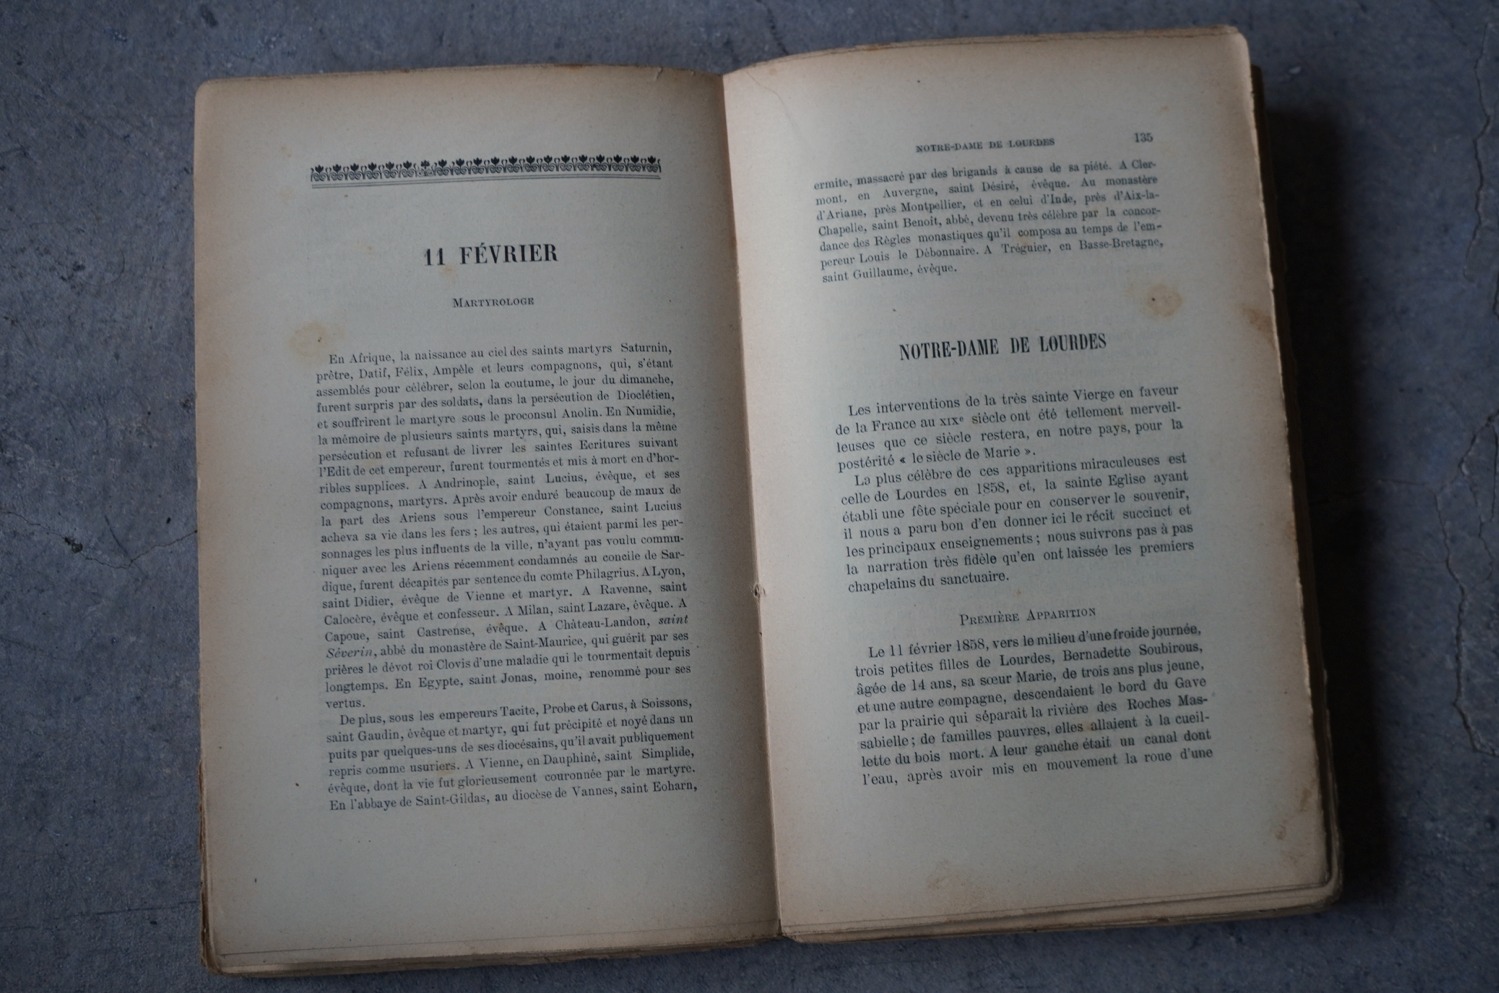 11 FÉVRIER
MARTYROLOGE
En Afrique, la naissance au ciel des saints martyrs Saturnin,
prêtre, Datif, Félix, Ampèle et leurs compagnons, qui, s'étant
assemblés pour célébrer, selon la coutume, le jour du dimanche,
furent surpris par des soldats, dans la persécution de Dioclétien,
et souffrirent le martyre sous le proconsul Anolin. En Numidie,
la mémoire de plusieurs saints martyrs, qui, saisis dans la même
persécution et refusant de livrer les saintes Ecritures suivant
l'Edit de cet empereur, furent tourmentés et mis à mort en d'hor-
ribles supplices. A Andrinople, saint Lucius, évêque, et ses
compagnons, martyrs. Après avoir enduré beaucoup de maux de
la part des Ariens sous l'empereur Constance, saint Lucius
acheva sa vie dans les fers ; les autres, qui étaient parmi les per-
sonnages les plus influents de la ville, n'ayant pas voulu commu-
niquer avec les Ariens récemment condamnés au concile de Sar-
dique, furent décapités par sentence du comte Philagrius. A Lyon,
saint Didier, évêque de Vienne et martyr. A Ravenne, saint
Calocère, évêque et confesseur. A Milan, saint Lazare, évêque. A
Capoue, saint Castrense, évêque. A Château-Landon, saint
Séverin, abbé du monastère de Saint-Maurice, qui guérit par ses
prières le dévot roi Clovis d'une maladie qui le tourmentait depuis
longtemps. En Egypte, saint Jonas, moine, renommé pour ses
vertus.
De plus, sous les empereurs Tacite, Probe et Carus, à Soissons,
saint Gaudin, évêque et martyr, qui fut précipité et noyé dans un
puits par quelques-uns de ses diocésains, qu'il avait publiquement
repris comme usuriers. A Vienne, en Dauphiné, saint Simplide,
évêque, dont la vie fut glorieusement couronnée par le martyre.
En l'abbaye de Saint-Gildas, au diocèse de Vannes, saint Eoharn,
NOTRE-DAME DE LOURDES 135
ermite, massacré par des brigands à cause de sa piété. A Cler-
mont, en Auvergne, saint Désiré, évêque. Au monastère
d'Ariane, près Montpellier, et en celui d'Inde, près d'Aix-la-
Chapelle, saint Benoît, abbé, devenu très célèbre par la concor-
dance des Règles monastiques qu'il composa au temps de l'em-
pereur Louis le Débonnaire. A Tréguier, en Basse-Bretagne,
saint Guillaume, évêque.
NOTRE-DAME DE LOURDES
Les interventions de la très sainte Vierge en faveur
de la France au XIXe siècle ont été tellement merveil-
leuses que ce siècle restera, en notre pays, pour la
postérité « le siècle de Marie ».
La plus célèbre de ces apparitions miraculeuses est
celle de Lourdes en 1858, et, la sainte Eglise ayant
établi une fête spéciale pour en conserver le souvenir,
il nous a paru bon d'en donner ici le récit succinct et
les principaux enseignements ; nous suivrons pas à pas
la narration très fidèle qu'en ont laissée les premiers
chapelains du sanctuaire.
PREMIÈRE APPARITION
Le 11 février 1858, vers le milieu d'une froide journée,
trois petites filles de Lourdes, Bernadette Soubirous,
âgée de 14 ans, sa sœur Marie, de trois ans plus jeune,
et une autre compagne, descendaient le bord du Gave
par la prairie qui séparait la rivière des Roches Mas-
sabielle ; de familles pauvres, elles allaient à la cueil-
lette du bois mort. A leur gauche était un canal dont
l'eau, après avoir mis en mouvement la roue d'une